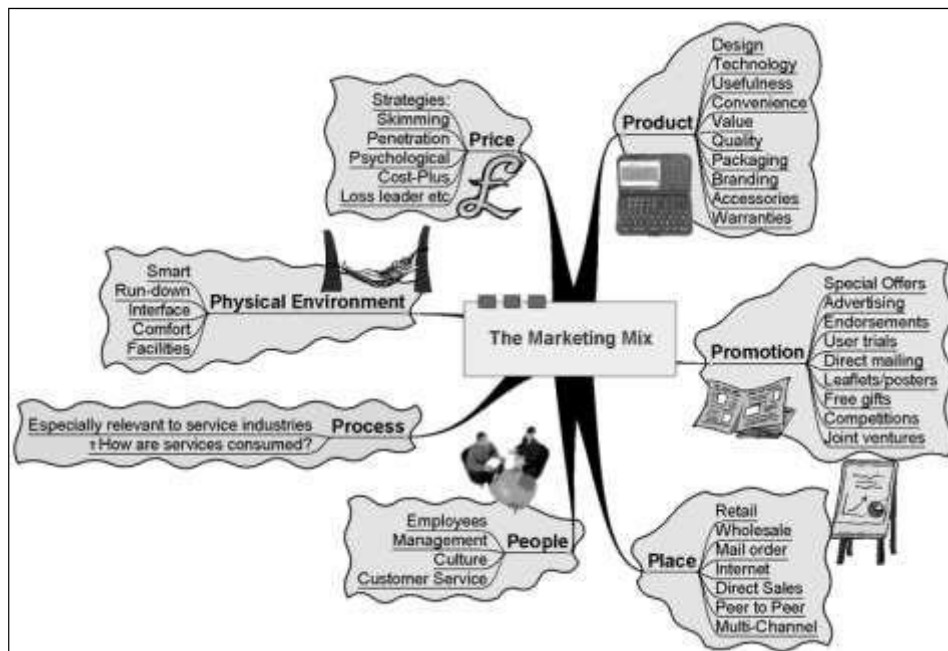 The Marketing Mix
Price
Strategies:
Skimming
Penetration
Psychological
Cost-Plus
Loss leader etc
Product
Design
Technology
Usefulness
Convenience
Value
Quality
Packaging
Branding
Accessories
Warranties
Physical Environment
Smart
Run-down
Interface
Comfort
Facilities
Promotion
Special Offers
Advertising
Endorsements
User trials
Direct mailing
Leaflets/posters
Free gifts
Competitions
Joint ventures
Process
Especially relevant to service industries
How are services consumed?
People
Employees
Management
Culture
Customer Service
Place
Retail
Wholesale
Mail order
Internet
Direct Sales
Peer to Peer
Multi-Channel